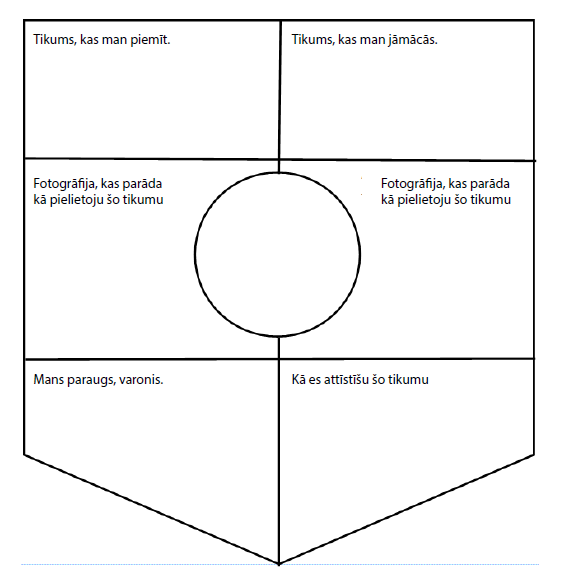 Tikums, kas man piemīt.
Tikums, kas man jāmācās.
Fotogrāfija, kas parāda
kā pielietoju šo tikumu
Fotogrāfija, kas parāda
kā pielietoju šo tikumu
Mans paraugs, varonis.
Kā es attīstīšu šo tikumu